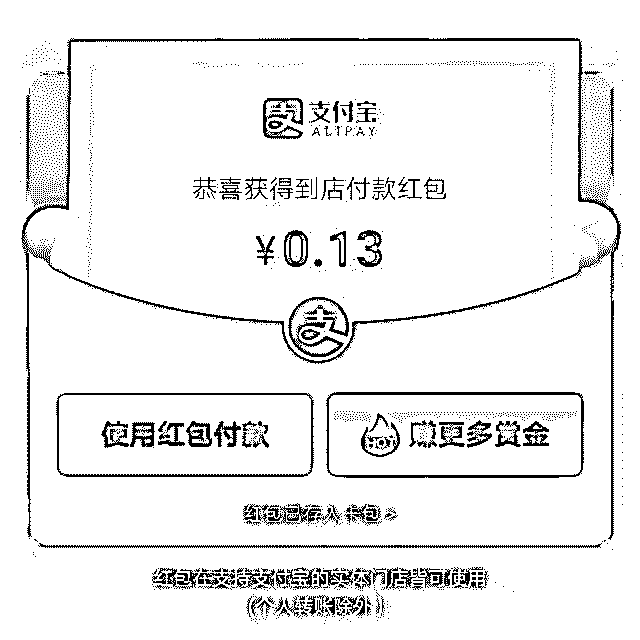 支付宝
ALIPAY
恭喜获得到店付款红包
¥0.13
使用红包付款
HOT 赚更多赏金
红包已存入卡包 >
红包在支持支付宝的实体门店皆可使用
(个人转账除外)